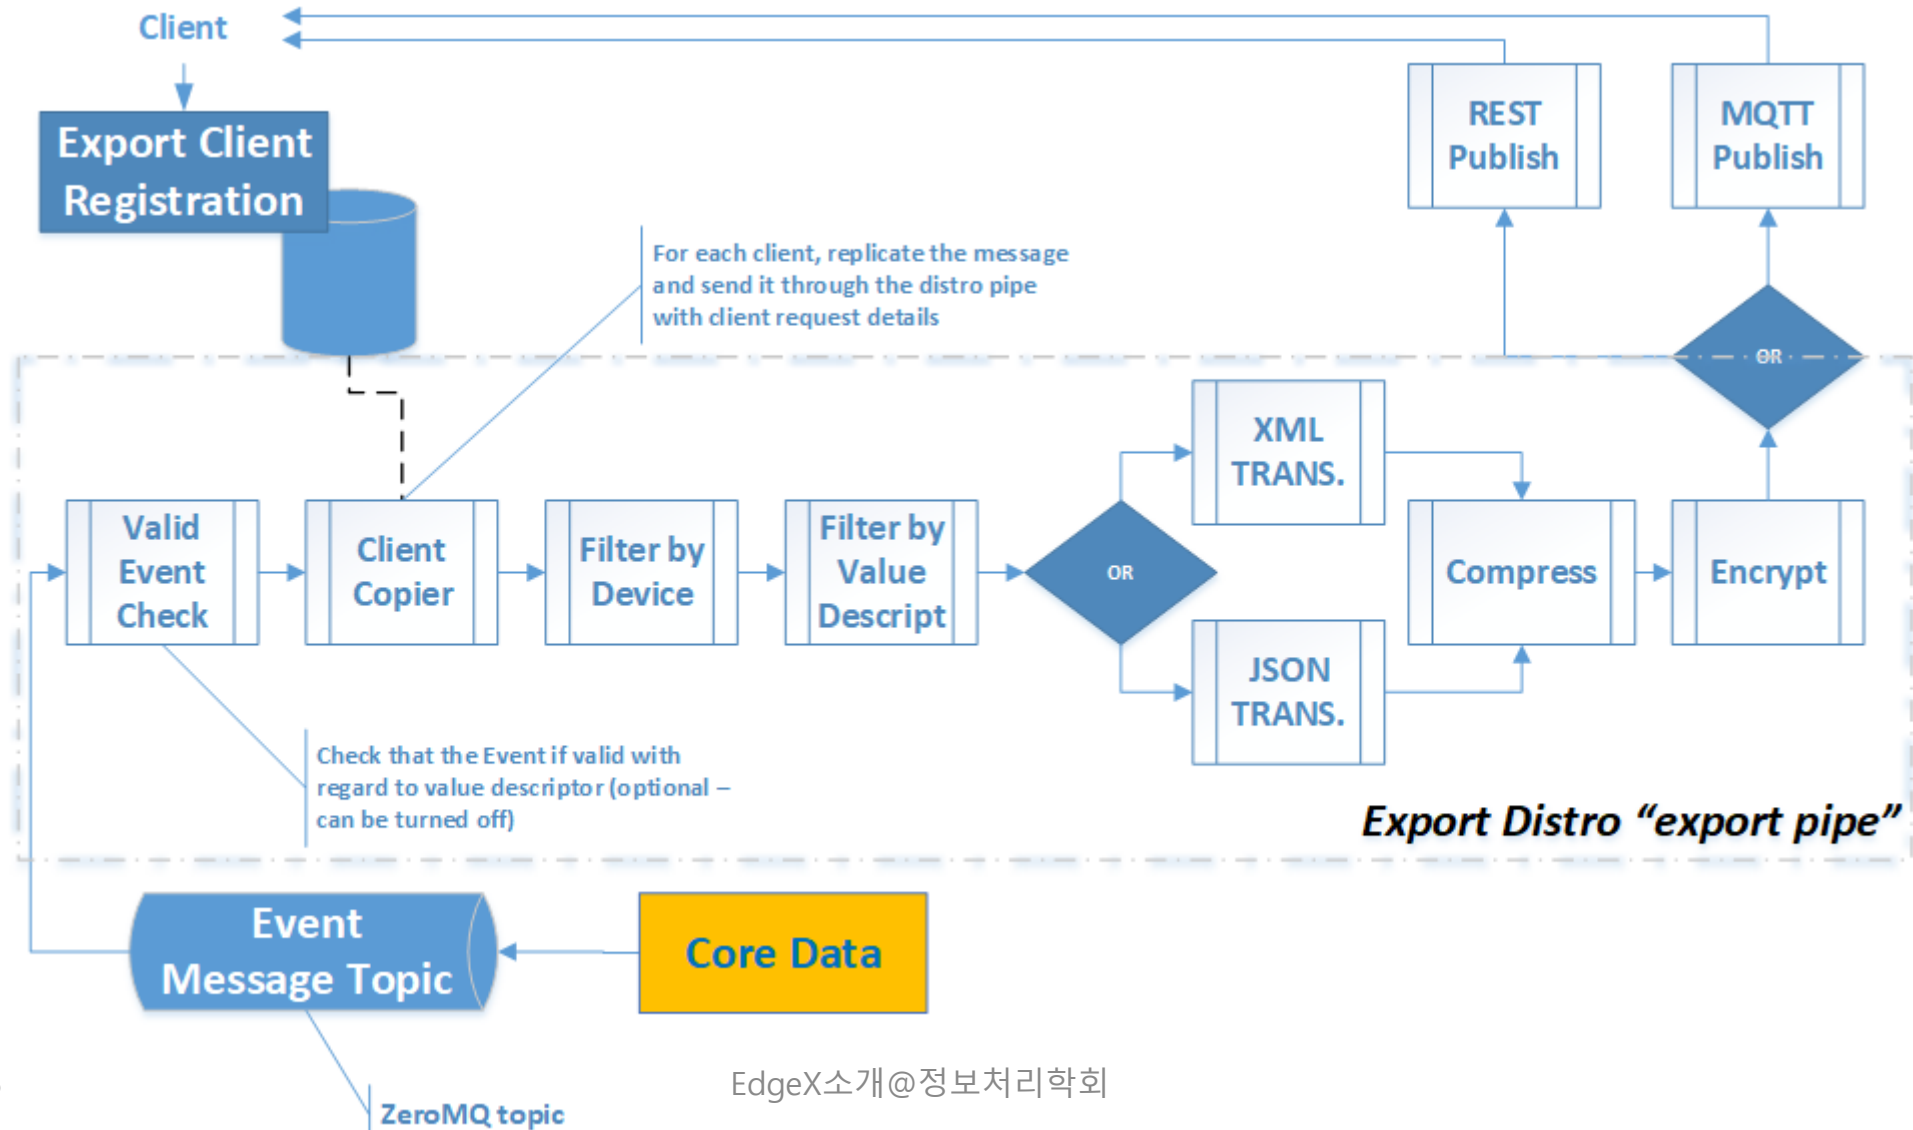 Client
Export Client
Registration
REST
Publish
MQTT
Publish
For each client, replicate the message
and send it through the distro pipe
with client request details
OR
XML
TRANS.
Valid
Event
Check
Client
Copier
Filter by
Device
Filter by
Value
Descript
OR
Compress
Encrypt
JSON
TRANS.
Check that the Event if valid with
regard to value descriptor (optional –
can be turned off)
Export Distro “export pipe”
Event
Message Topic
Core Data
EdgeX소개@정보처리학회
ZeroMQ topic